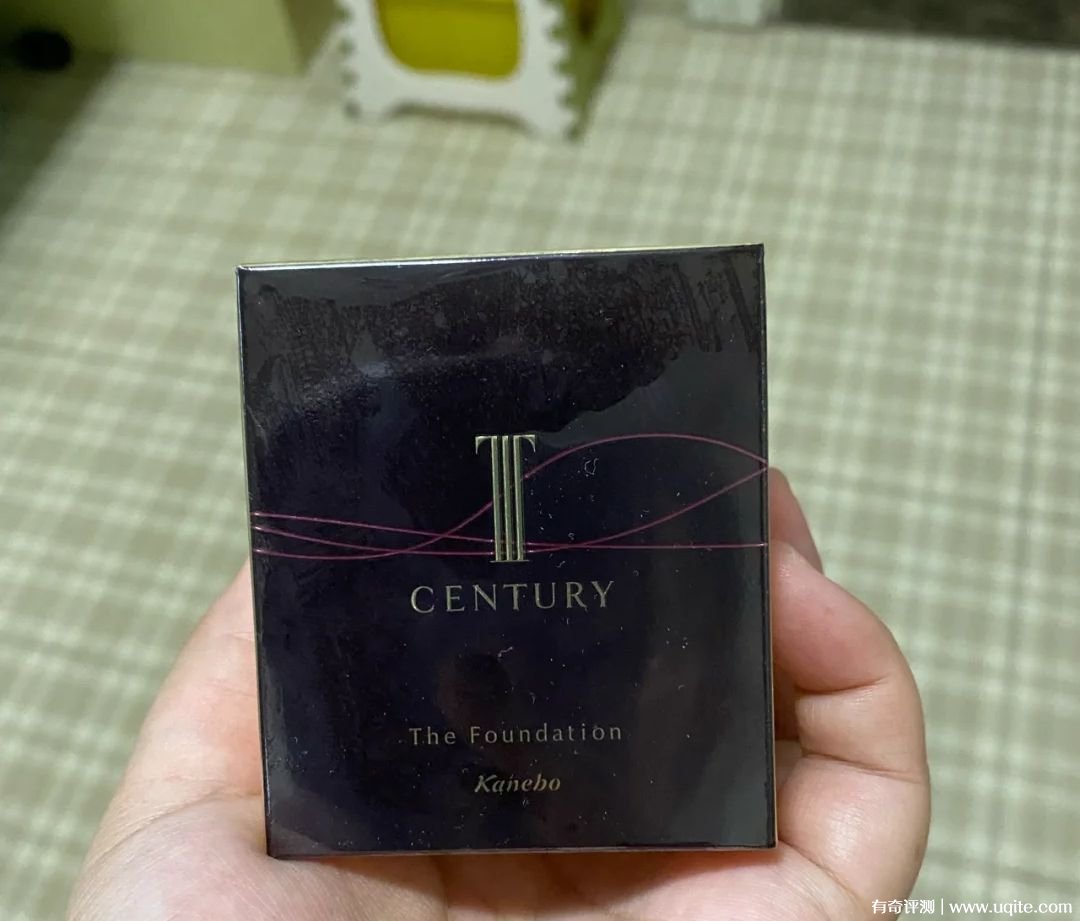 T
CENTURY
The Foundation
Kanebo
有奇评测 | www.uqite.com